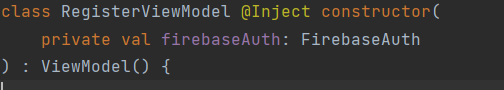 class RegisterViewModel @Inject constructor(
    private val firebaseAuth: FirebaseAuth
) : ViewModel() {